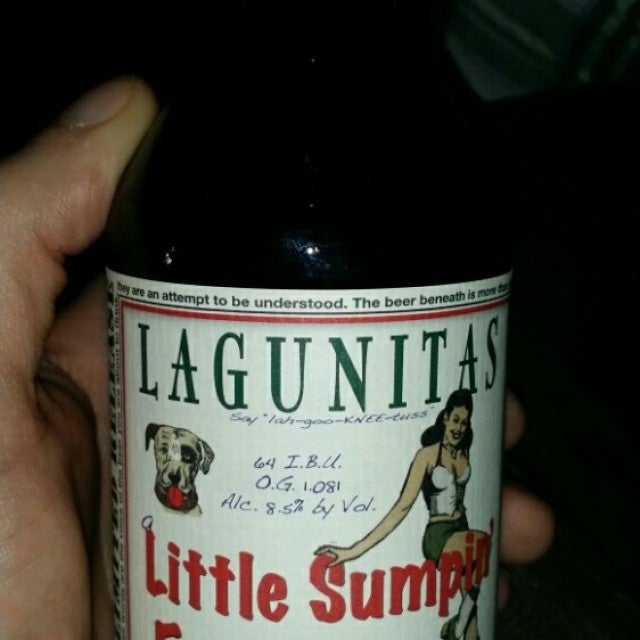 they are an attempt to be understood. The beer beneath is more than
LAGUNITAS
Say "lah-goo-KNEE-tuss"
64 I.B.U.
O.G. 1.081
Alc. 8.5% by Vol.
a
Little Sumpin'